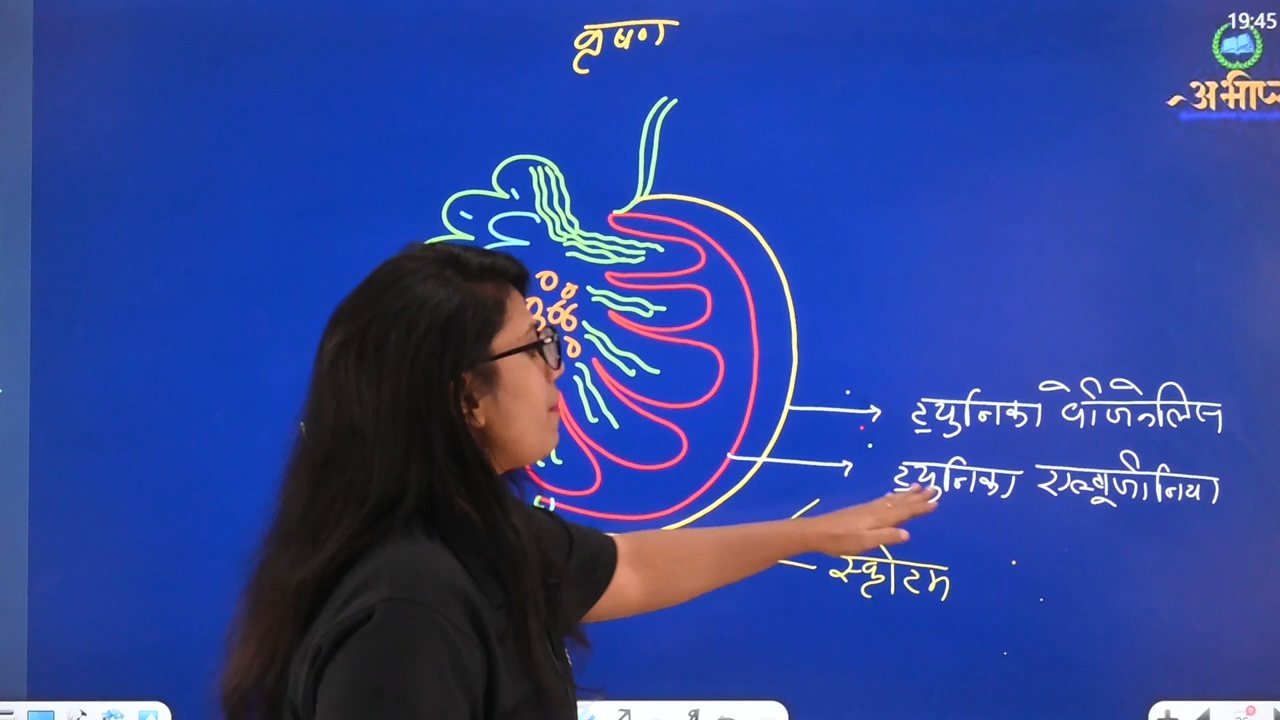 19:45
वृषण
अभीप्स
ट्युनिका वेजिनेलिस
ट्युनिका एल्बूजीनिया
स्क्रोटम